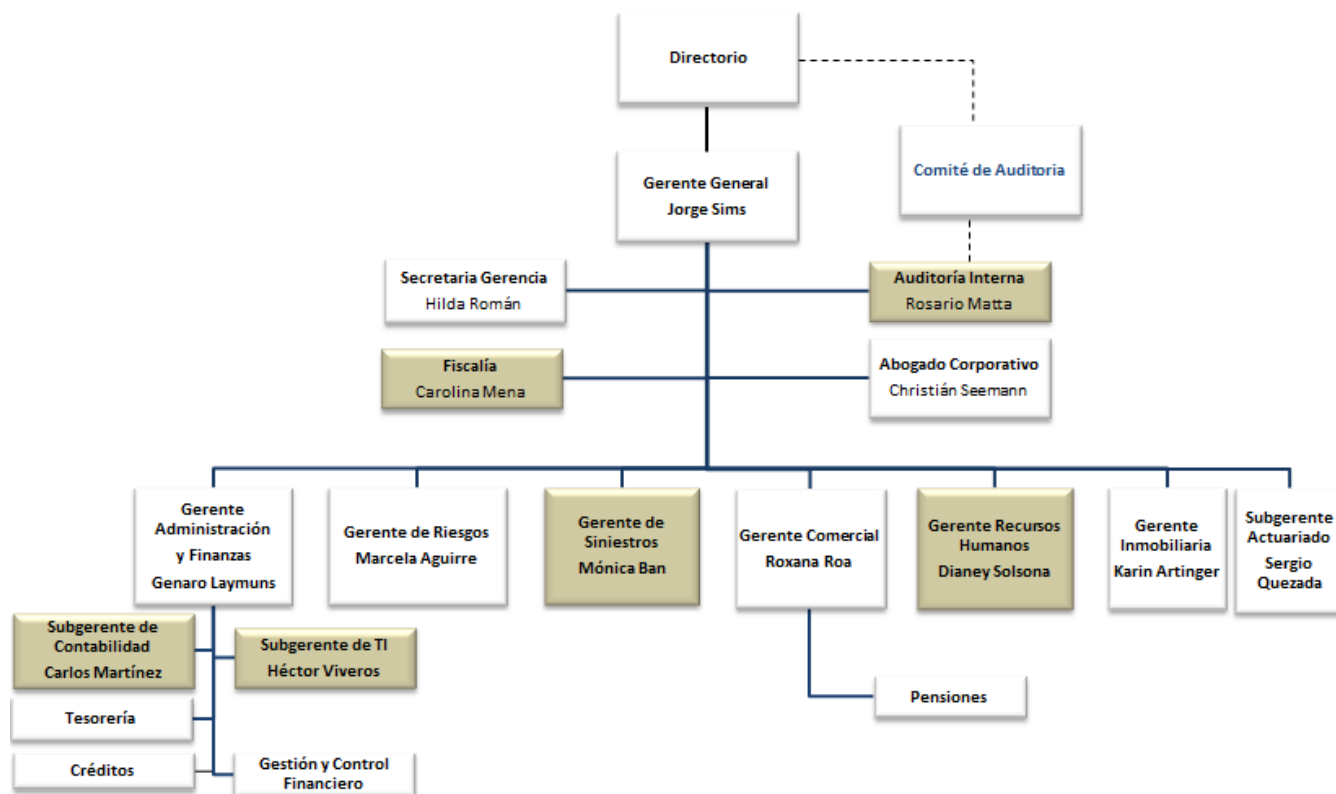 Directorio
Comité de Auditoria
Gerente General
Jorge Sims
Secretaria Gerencia
Hilda Román
Auditoría Interna
Rosario Matta
Fiscalía
Carolina Mena
Abogado Corporativo
Christián Seemann
Gerente
Administración
y Finanzas
Genaro Laymuns
Gerente de Riesgos
Marcela Aguirre
Gerente de
Siniestros
Mónica Ban
Gerente Comercial
Roxana Roa
Gerente Recursos
Humanos
Dianey Solsona
Gerente
Inmobiliaria
Karin Artinger
Subgerente
Actuariado
Sergio
Quezada
Subgerente de
Contabilidad
Carlos Martínez
Subgerente de TI
Héctor Viveros
Tesorería
Pensiones
Créditos
Gestión y Control
Financiero